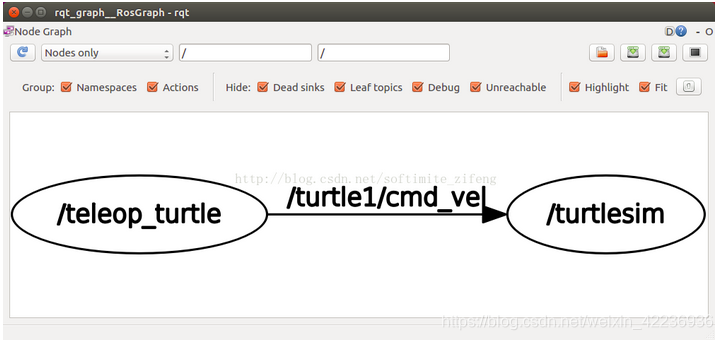 rqt_graph__RosGraph - rqt
Node Graph
D ? - O
Nodes only / /
Group: Namespaces Actions Hide: Dead sinks Leaf topics Debug Unreachable Highlight Fit
http://blog.csdn.net/softimite_zifeng
/turtle1/cmd_vel
/teleop_turtle /turtlesim
https://blog.csdn.net/weixin_42236936